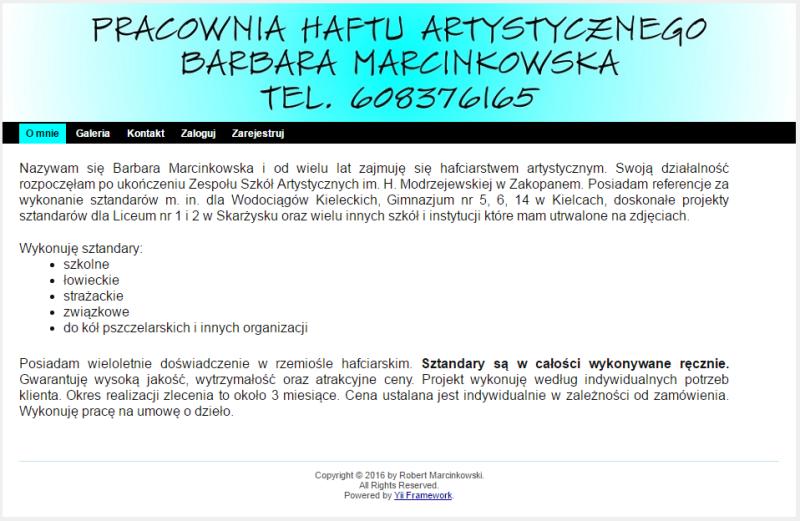 PRACOWNIA HAFTU ARTYSTYCZNEGO
BARBARA MARCINKOWSKA
TEL. 608376165
O mnie Galeria Kontakt Zaloguj Zarejestruj
Nazywam się Barbara Marcinkowska i od wielu lat zajmuję się hafciarstwem artystycznym. Swoją działalność
rozpoczęłam po ukończeniu Zespołu Szkół Artystycznych im. H. Modrzejewskiej w Zakopanem. Posiadam referencje za
wykonanie sztandarów m. in. dla Wodociągów Kieleckich, Gimnazjum nr 5, 6, 14 w Kielcach, doskonałe projekty
sztandarów dla Liceum nr 1 i 2 w Skarżysku oraz wielu innych szkół i instytucji które mam utrwalone na zdjęciach.
Wykonuję sztandary:
• szkolne
• łowieckie
• strażackie
• związkowe
• do kół pszczelarskich i innych organizacji
Posiadam wieloletnie doświadczenie w rzemiośle hafciarskim. Sztandary są w całości wykonywane ręcznie.
Gwarantuję wysoką jakość, wytrzymałość oraz atrakcyjne ceny. Projekt wykonuję według indywidualnych potrzeb
klienta. Okres realizacji zlecenia to około 3 miesiące. Cena ustalana jest indywidualnie w zależności od zamówienia.
Wykonuję pracę na umowę o dzieło.
Copyright © 2016 by Robert Marcinkowski.
All Rights Reserved.
Powered by Yii Framework.